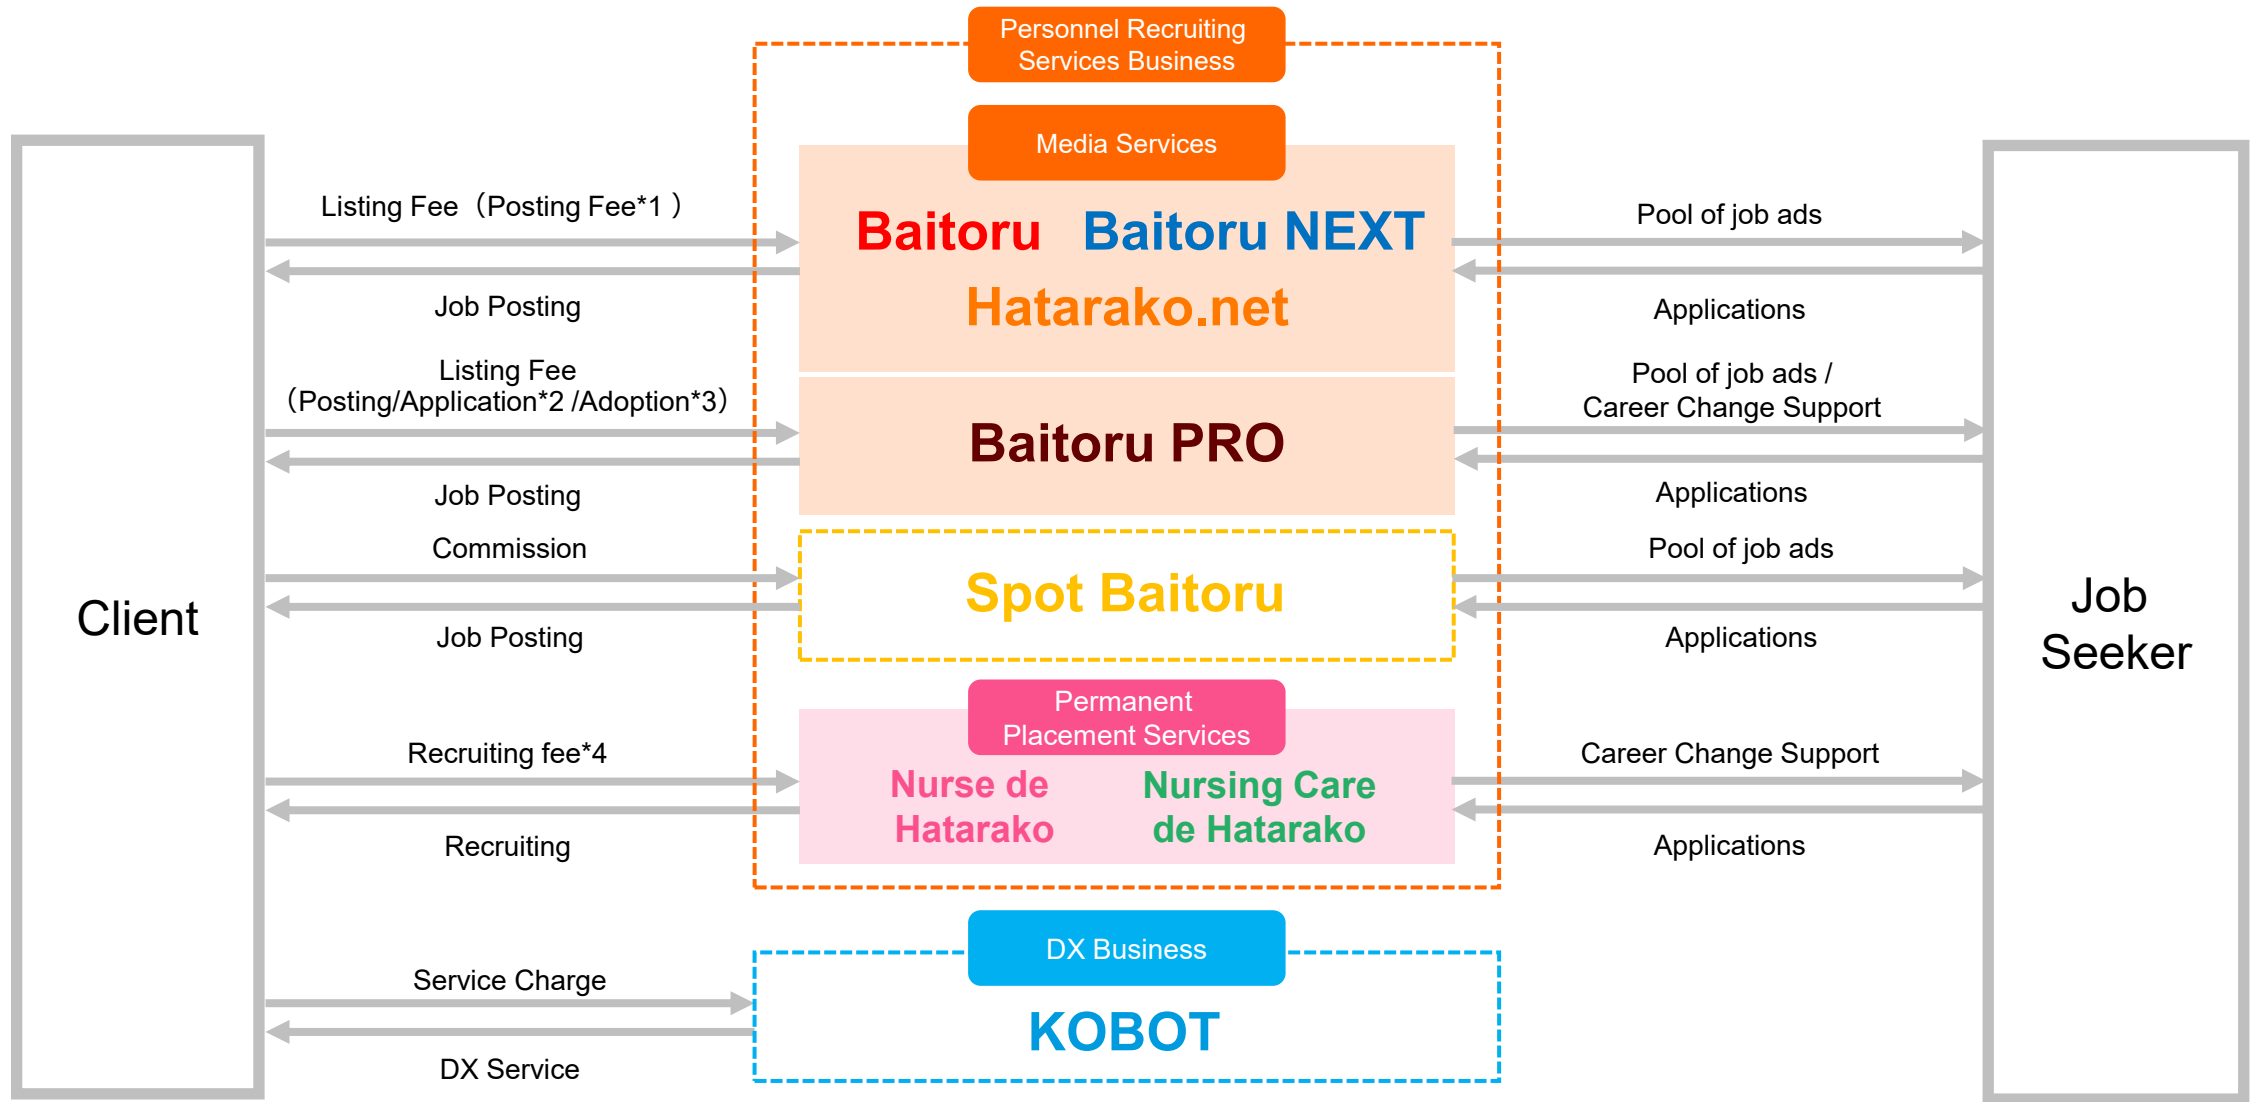 Personnel Recruiting
Services Business
Media Services
Listing Fee（Posting Fee*1 ）
Baitoru Baitoru NEXT
Hatarako.net
Job Posting
Pool of job ads
Applications
Listing Fee
（Posting/Application*2 /Adoption*3）
Baitoru PRO
Job Posting
Pool of job ads /
Career Change Support
Applications
Commission
Spot Baitoru
Job Posting
Pool of job ads
Applications
Client
Job
Seeker
Permanent
Placement Services
Recruiting fee*4
Nurse de
Hatarako
Nursing Care
de Hatarako
Recruiting
Career Change Support
Applications
DX Business
Service Charge
KOBOT
DX Service